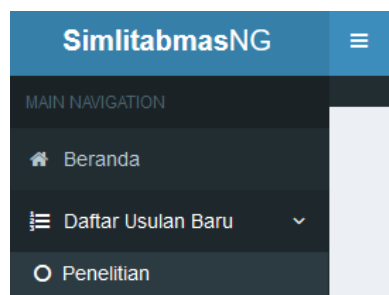 SimlitabmasNG
MAIN NAVIGATION
Beranda
Daftar Usulan Baru
Penelitian